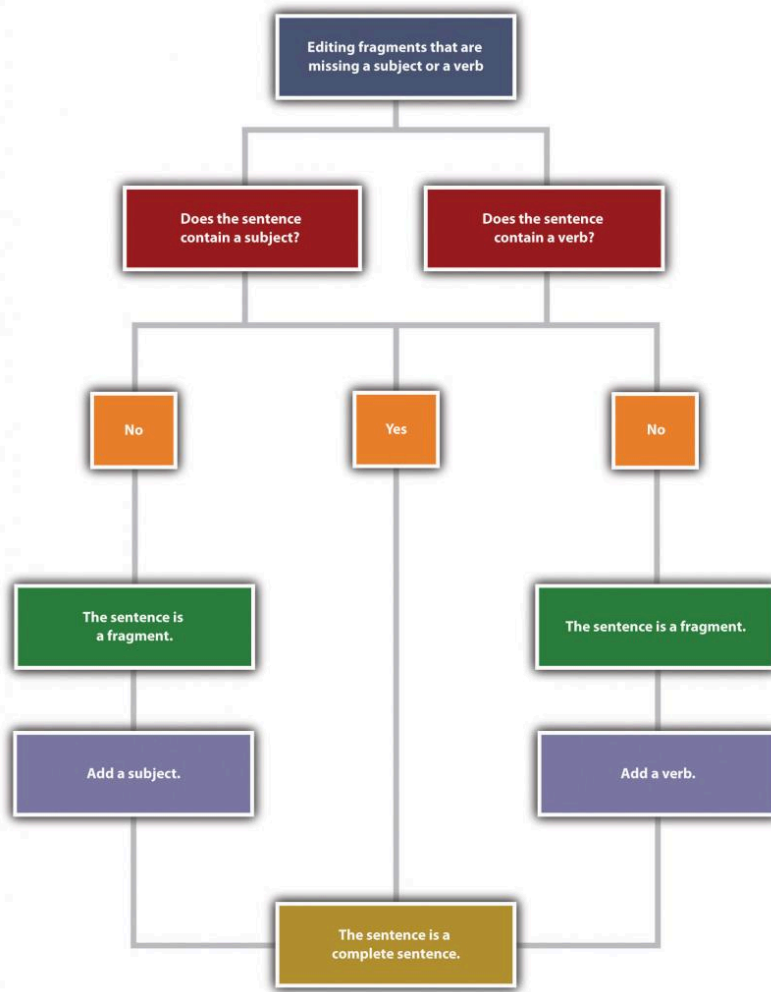 Editing fragments that are
missing a subject or a verb
Does the sentence
contain a subject?
Does the sentence
contain a verb?
No
Yes
No
The sentence is
a fragment.
The sentence is a fragment.
Add a subject.
Add a verb.
The sentence is a
complete sentence.